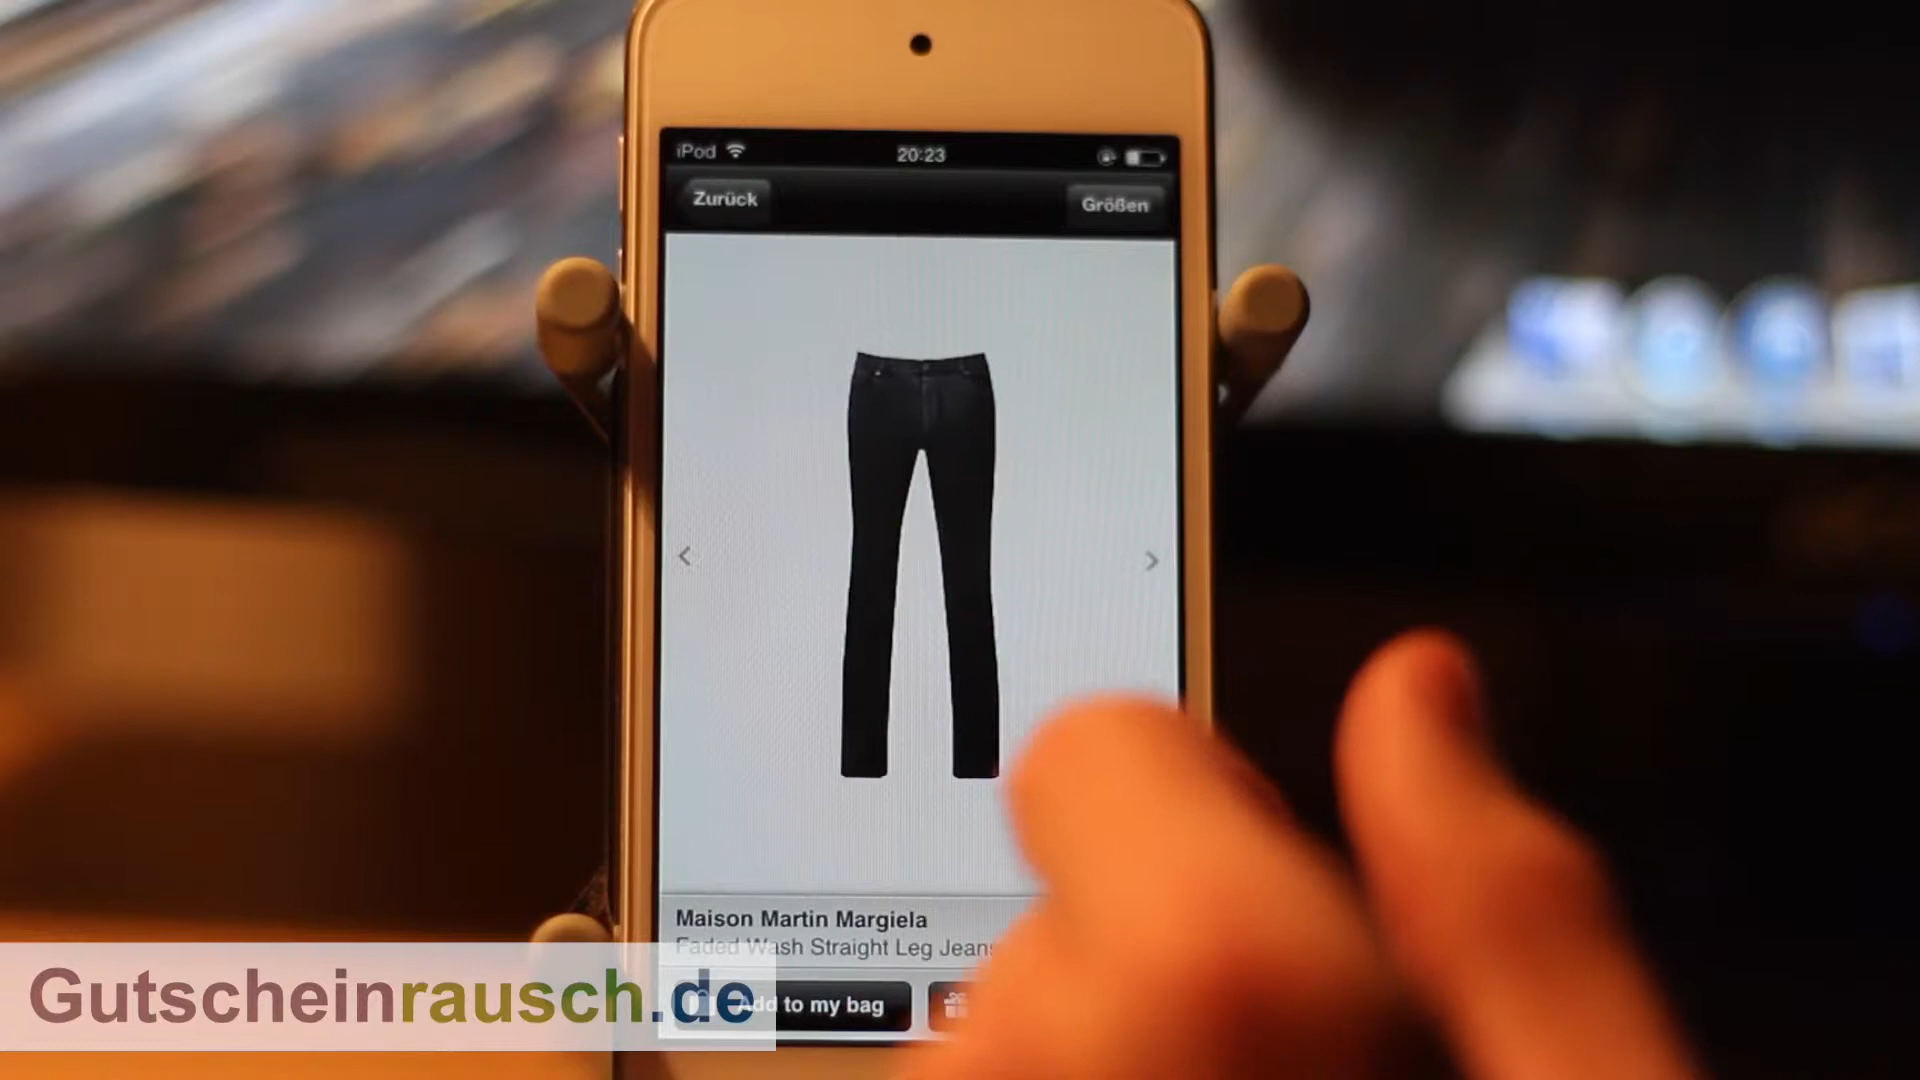 iPod 20:23
Zurück Größen
Maison Martin Margiela
Faded Wash Straight Leg Jeans
Add to my bag
Gutscheinrausch.de